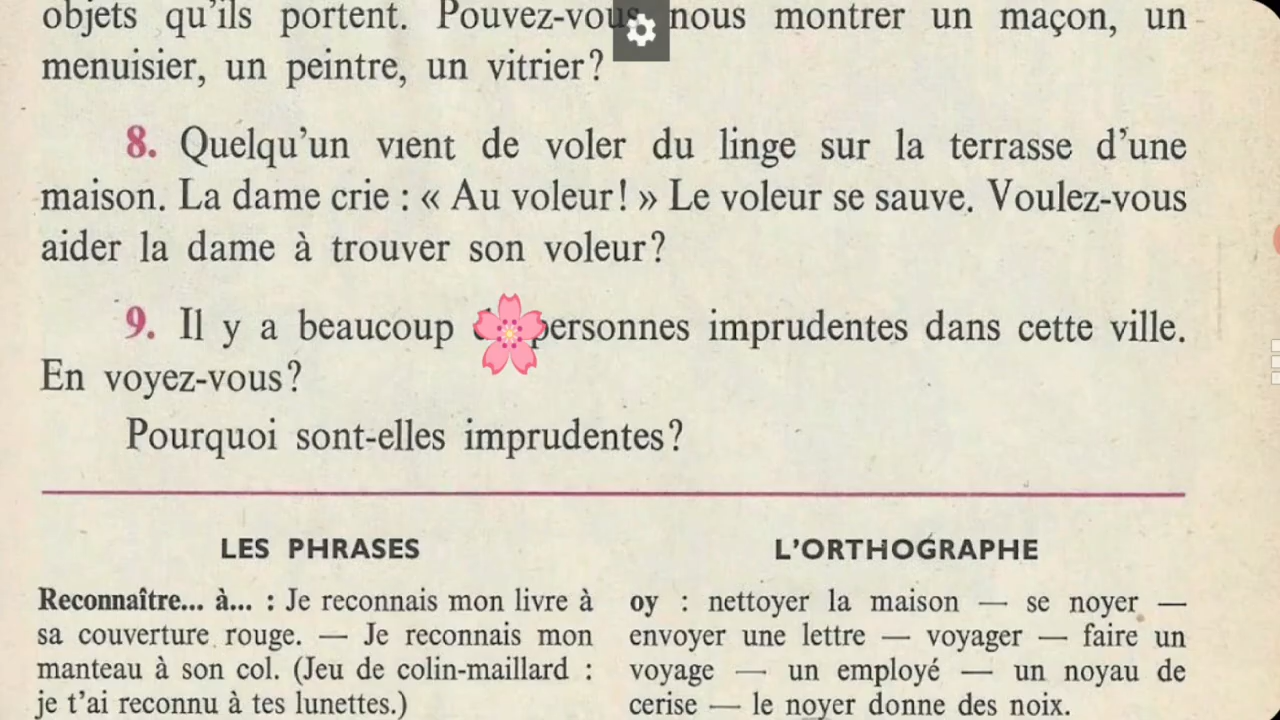 objets qu'ils portent. Pouvez-vous nous montrer un maçon, un
menuisier, un peintre, un vitrier?
8. Quelqu'un vient de voler du linge sur la terrasse d'une
maison. La dame crie : « Au voleur! » Le voleur se sauve. Voulez-vous
aider la dame à trouver son voleur?
9. Il y a beaucoup personnes imprudentes dans cette ville.
En voyez-vous?
Pourquoi sont-elles imprudentes?
LES PHRASES
Reconnaître... à... : Je reconnais mon livre à
sa couverture rouge. — Je reconnais mon
manteau à son col. (Jeu de colin-maillard :
je t'ai reconnu à tes lunettes.)
L'ORTHOGRAPHE
oy : nettoyer la maison — se noyer —
envoyer une lettre — voyager — faire un
voyage — un employé — un noyau de
cerise — le noyer donne des noix.